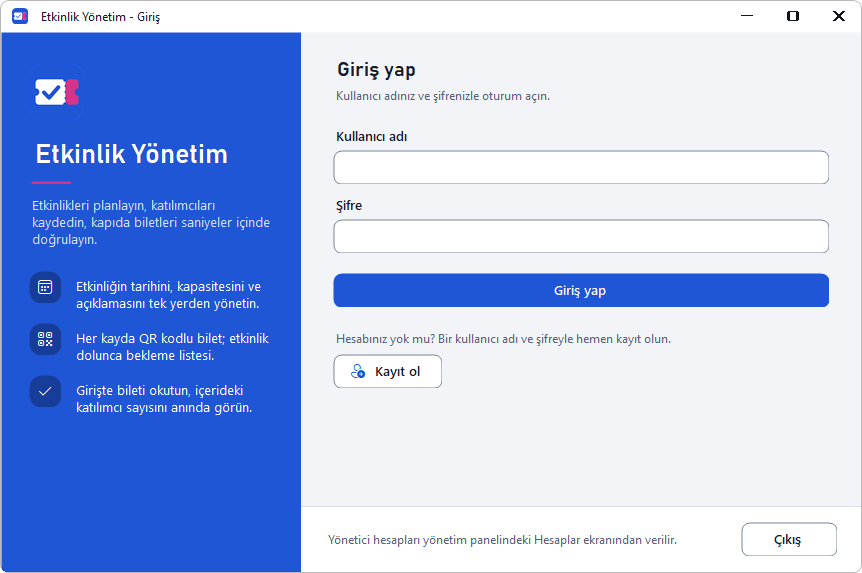 Etkinlik Yönetim - Giriş
Etkinlik Yönetim
Etkinlikleri planlayın, katılımcıları
kaydedin, kapıda biletleri saniyeler içinde
doğrulayın.
Etkinliğin tarihini, kapasitesini ve
açıklamasını tek yerden yönetin.
Her kayda QR kodlu bilet; etkinlik
dolunca bekleme listesi.
Girişte bileti okutun, içerideki
katılımcı sayısını anında görün.
Giriş yap
Kullanıcı adınız ve şifrenizle oturum açın.
Kullanıcı adı
Şifre
Giriş yap
Hesabınız yok mu? Bir kullanıcı adı ve şifreyle hemen kayıt olun.
Kayıt ol
Yönetici hesapları yönetim panelindeki Hesaplar ekranından verilir.
Çıkış